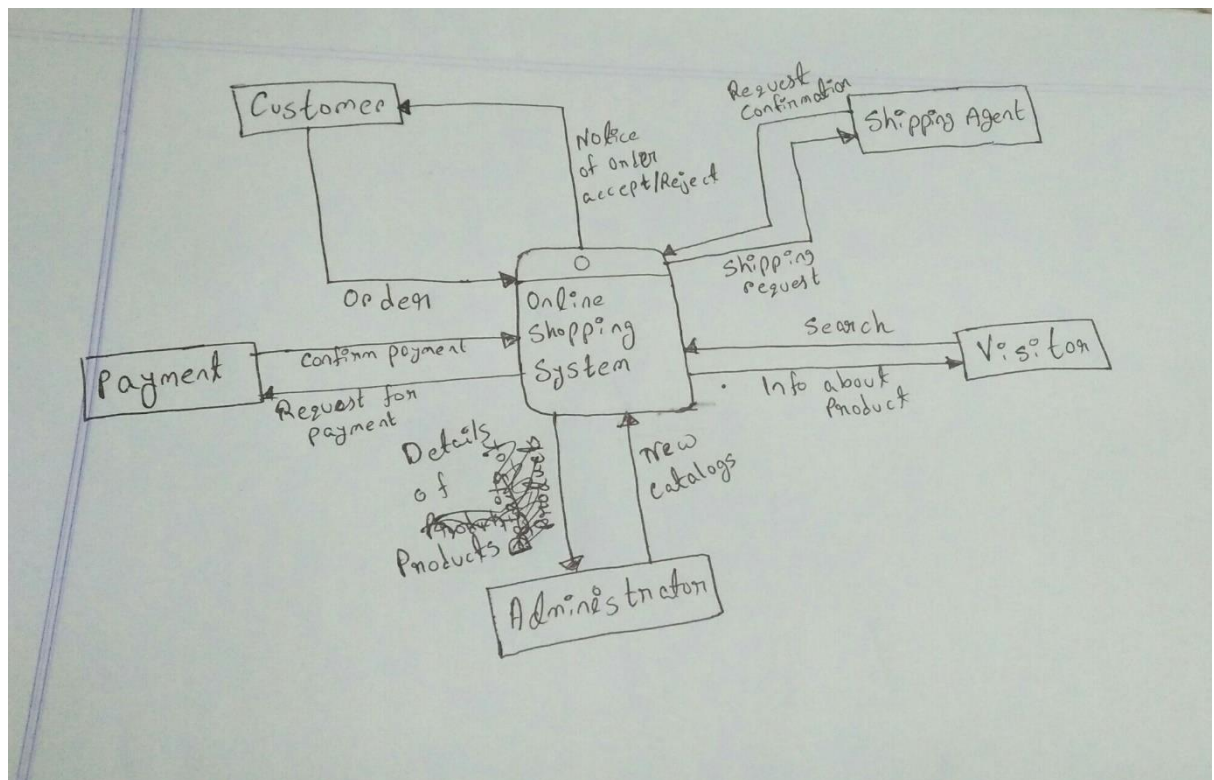 Customer
Request
Confirmation
Shipping Agent
Notice
of order
accept/Reject
Order
O
Online
Shopping
System
Shipping
request
Search
Visitor
Info about
Product
Payment
Confirm payment
Request for
payment
Details
of
Products
New
Catalogs
Administrator